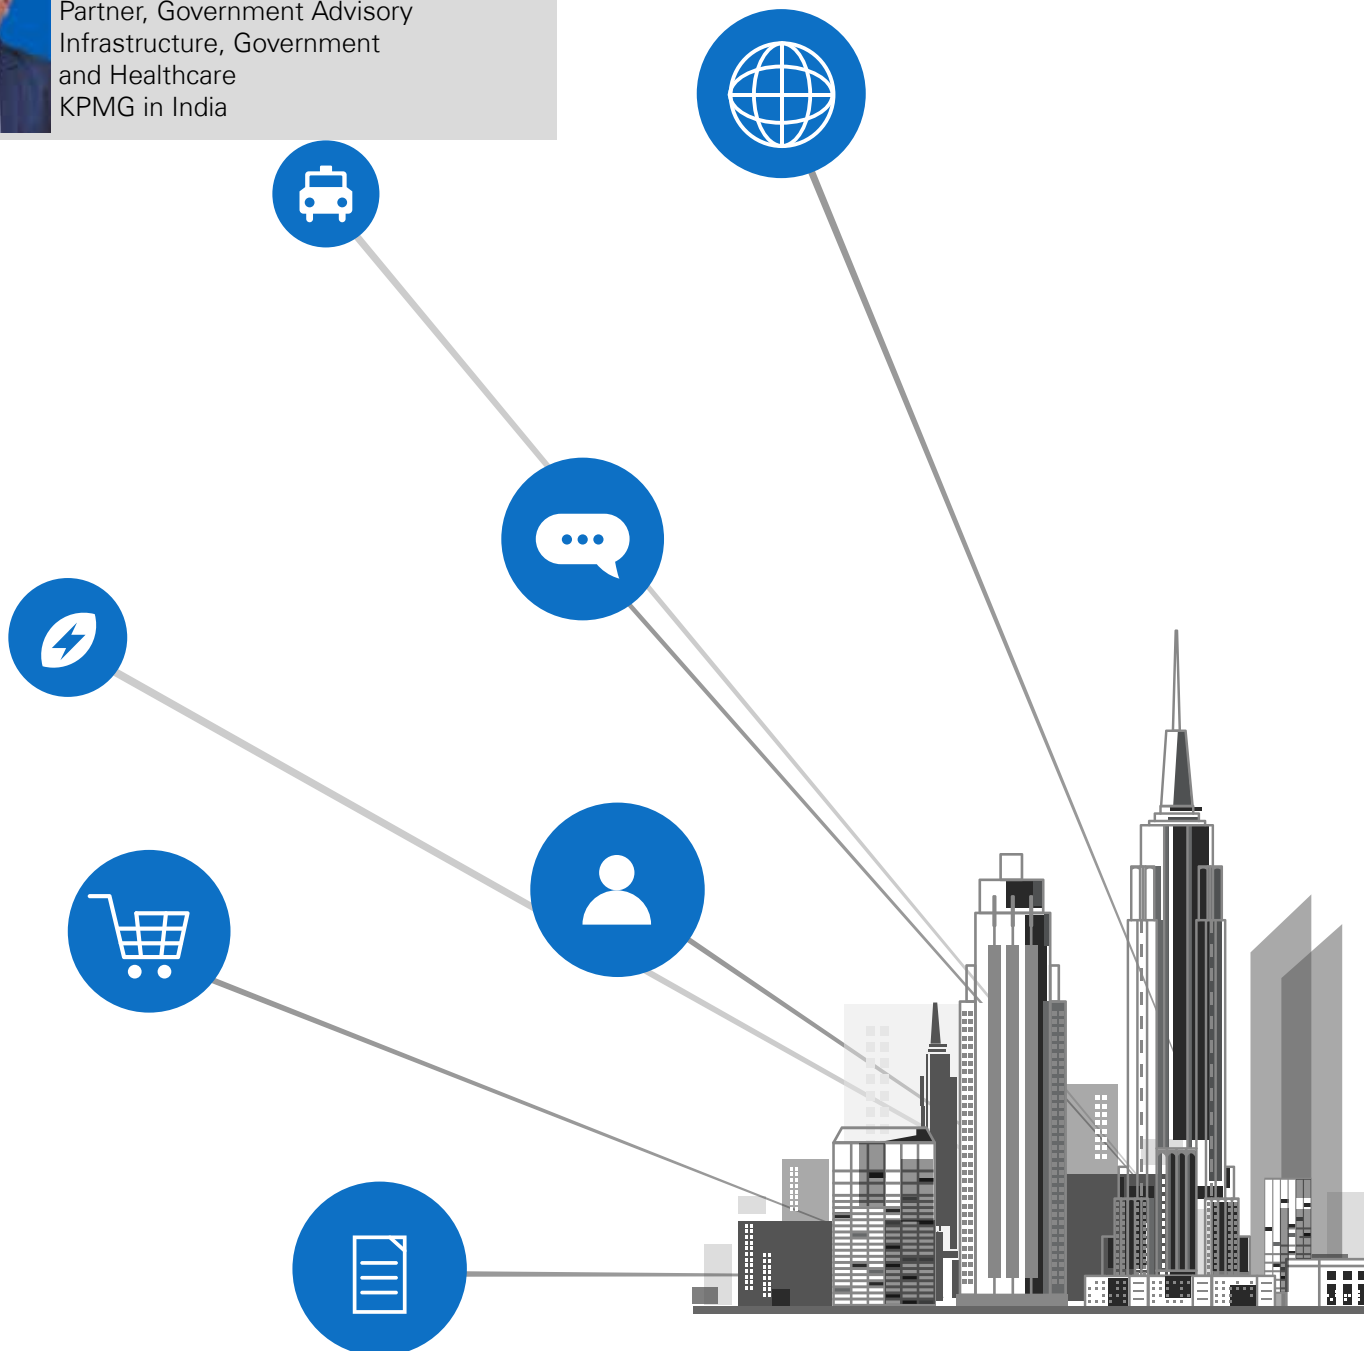 Partner, Government Advisory
Infrastructure, Government
and Healthcare
KPMG in India